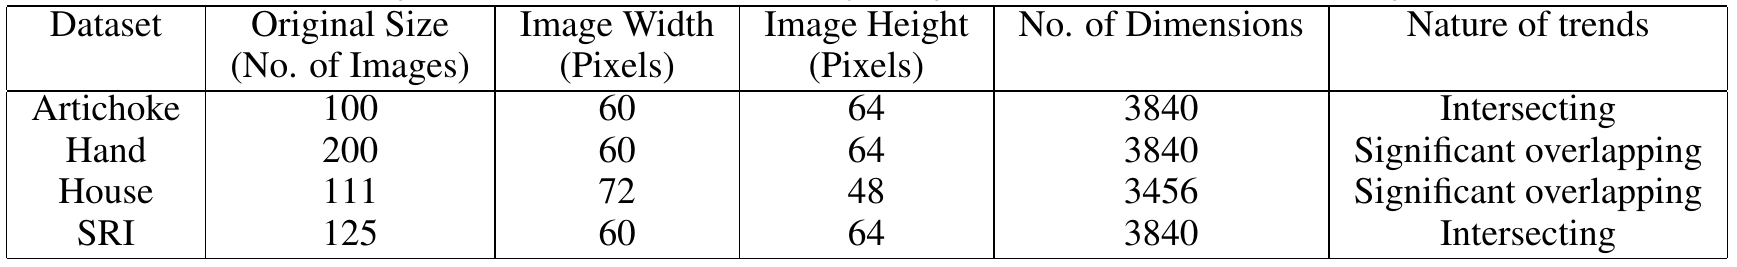 Dataset Original Size Image Width Image Height No. of Dimensions Nature of trends
(No. of Images) (Pixels) (Pixels)
Artichoke 100 60 64 3840 Intersecting
Hand 200 60 64 3840 Significant overlapping
House 111 72 48 3456 Significant overlapping
SRI 125 60 64 3840 Intersecting